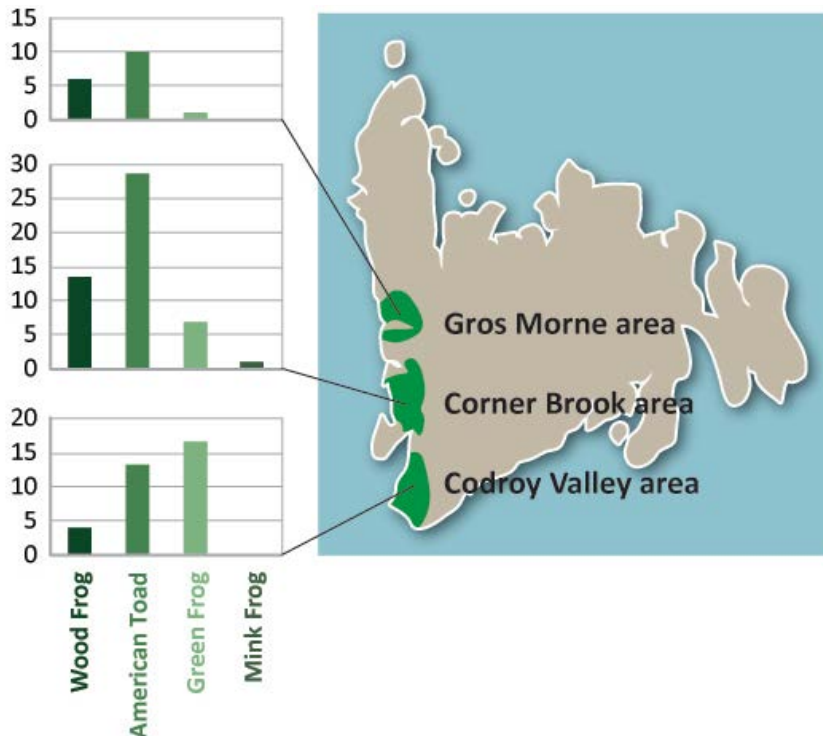 15
10
5
0
30
25
20
15
10
5
0
20
15
10
5
0
Wood Frog
American Toad
Green Frog
Mink Frog
Gros Morne area
Corner Brook area
Codroy Valley area